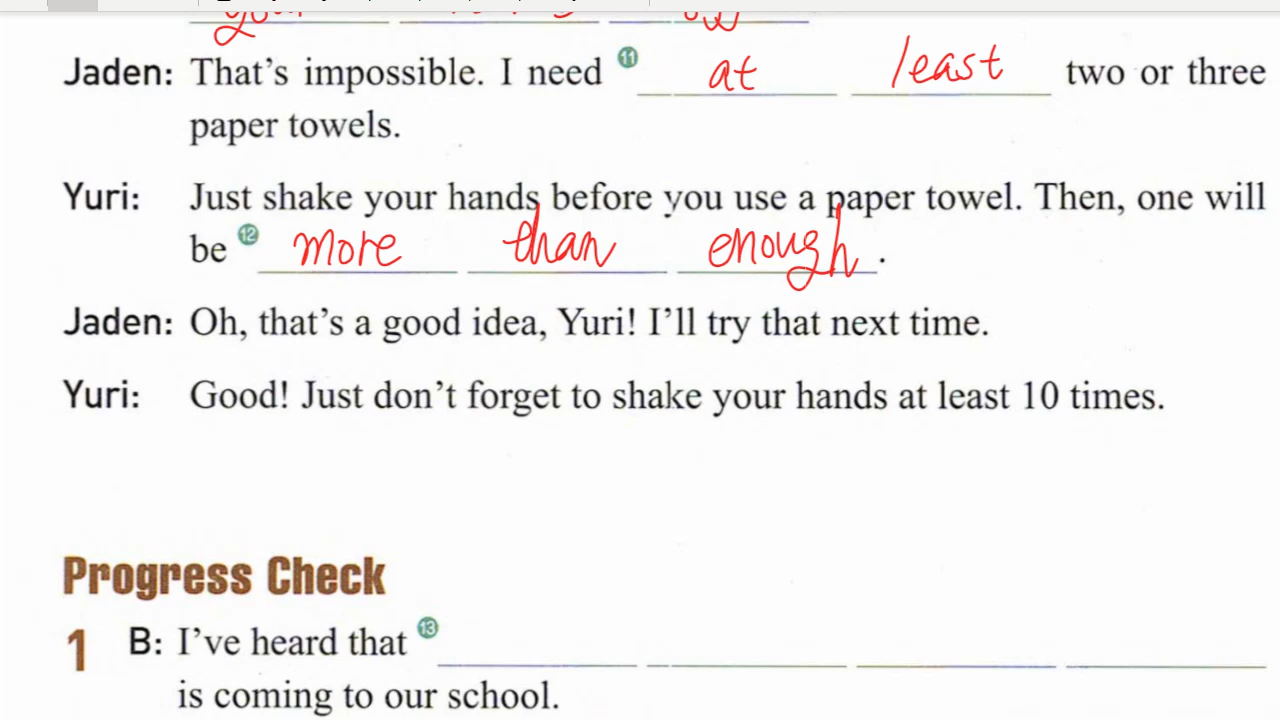 Jaden: That's impossible. I need ⑪ at least two or three
paper towels.
Yuri: Just shake your hands before you use a paper towel. Then, one will
be ⑫ more than enough.
Jaden: Oh, that's a good idea, Yuri! I'll try that next time.
Yuri: Good! Just don't forget to shake your hands at least 10 times.
Progress Check
1 B: I've heard that ⑬
is coming to our school.